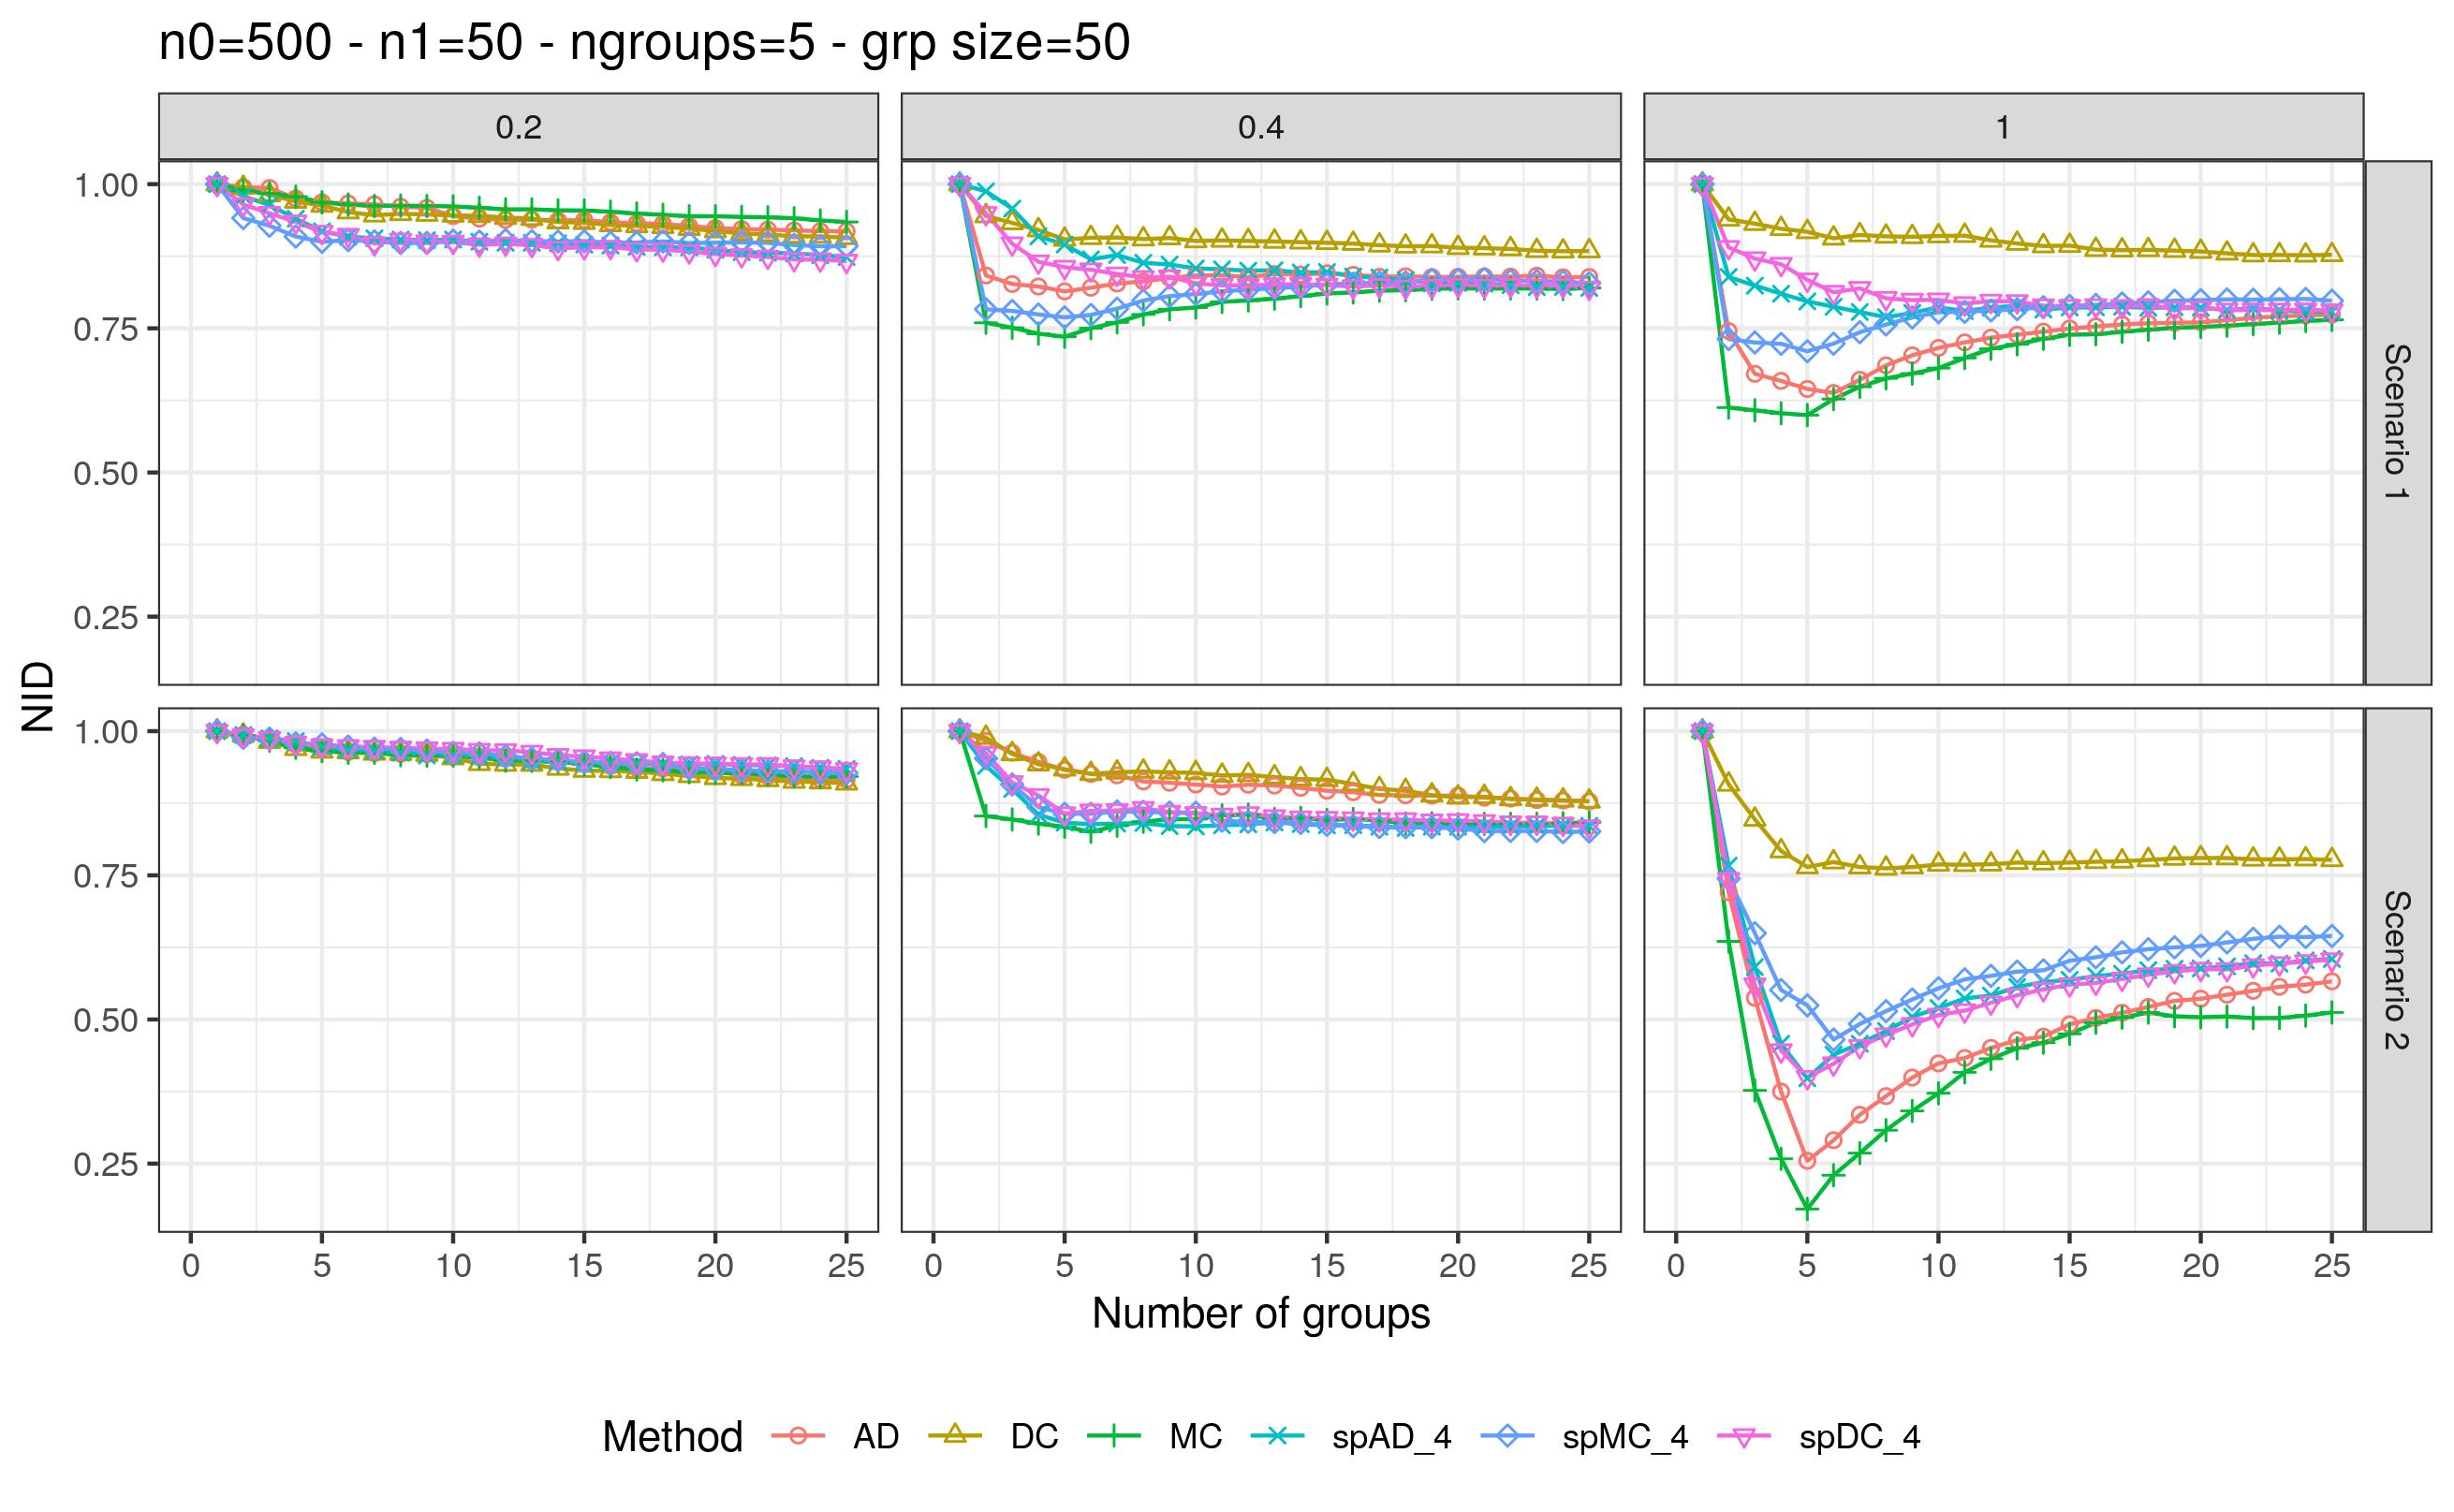 n0=500 - n1=50 - ngroups=5 - grp size=50
0.2 0.4 1
1.00
0.75
0.50
0.25
Scenario 1
NID
1.00
0.75
0.50
0.25
Scenario 2
0 5 10 15 20 25 0 5 10 15 20 25 0 5 10 15 20 25
Number of groups
Method AD DC MC spAD_4 spMC_4 spDC_4